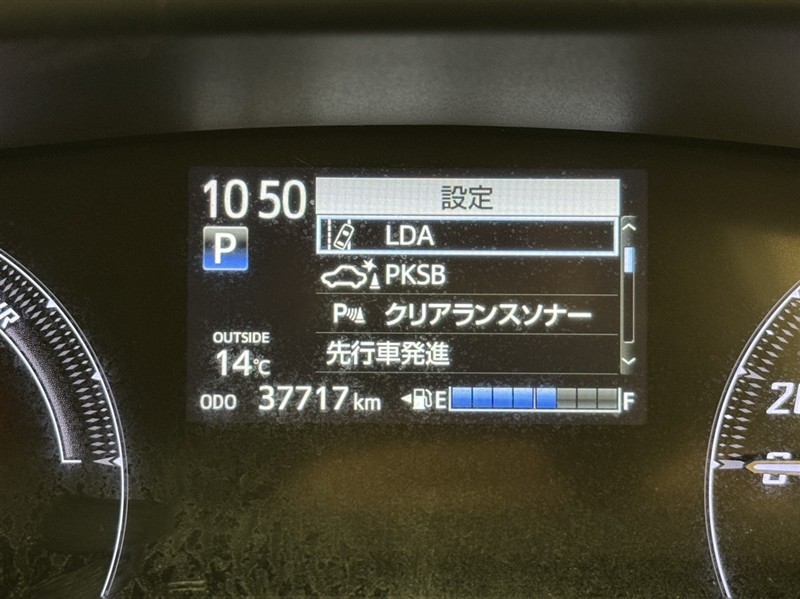 10 50
設定
P
LDA
PKSB
P クリアランスソナー
先行車発進
OUTSIDE
14℃
ODO 37717 km
E F